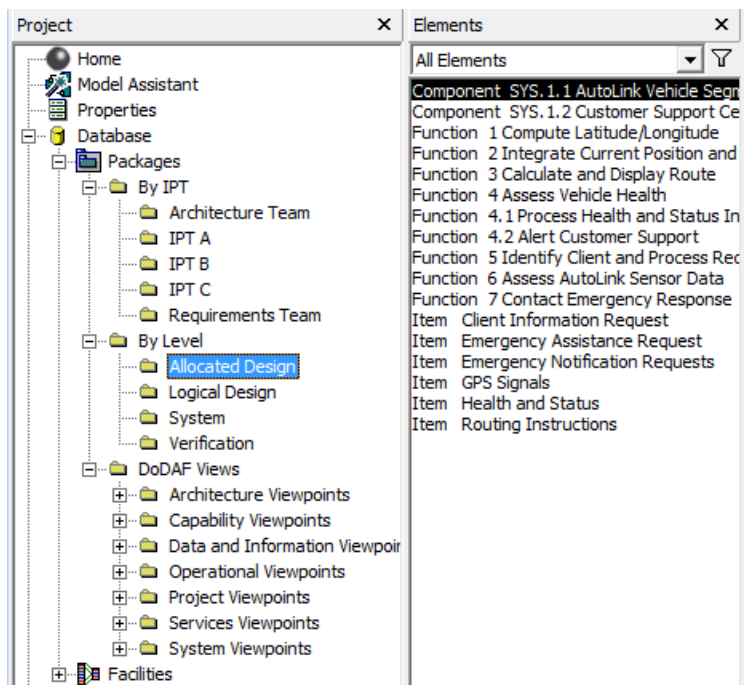 Project
Home
Model Assistant
Properties
Database
Packages
By IPT
Architecture Team
IPT A
IPT B
IPT C
Requirements Team
By Level
Allocated Design
Logical Design
System
Verification
DoDAF Views
Architecture Viewpoints
Capability Viewpoints
Data and Information Viewpoin
Operational Viewpoints
Project Viewpoints
Services Viewpoints
System Viewpoints
Facilities
Elements
All Elements
Component SYS.1.1 AutoLink Vehicle Segm
Component SYS.1.2 Customer Support Ce
Function 1 Compute Latitude/Longitude
Function 2 Integrate Current Position and
Function 3 Calculate and Display Route
Function 4 Assess Vehicle Health
Function 4.1 Process Health and Status In
Function 4.2 Alert Customer Support
Function 5 Identify Client and Process Rec
Function 6 Assess AutoLink Sensor Data
Function 7 Contact Emergency Response
Item Client Information Request
Item Emergency Assistance Request
Item Emergency Notification Requests
Item GPS Signals
Item Health and Status
Item Routing Instructions